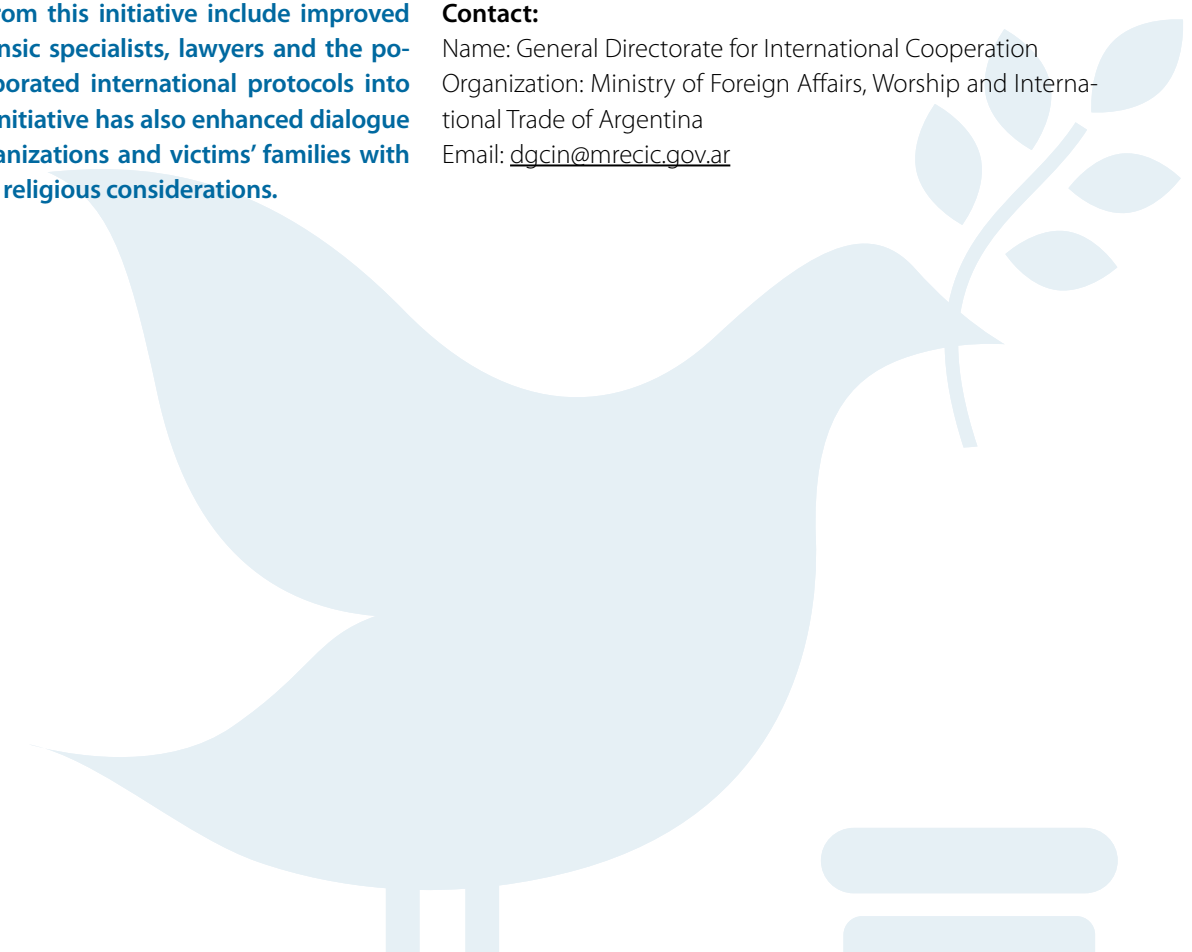 rom this initiative include improved
nsic specialists, lawyers and the po-
porated international protocols into
nitiative has also enhanced dialogue
anizations and victims’ families with
religious considerations.
Contact:
Name: General Directorate for International Cooperation
Organization: Ministry of Foreign Affairs, Worship and Interna-
tional Trade of Argentina
Email: dgcin@mrecic.gov.ar